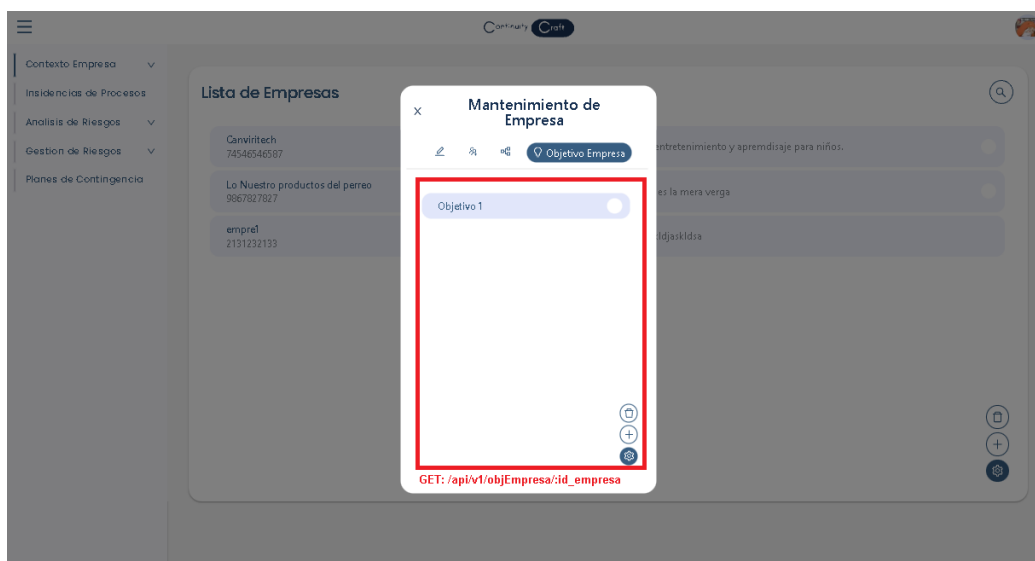 Continuity Craft
Contexto Empresa
Insidencias de Procesos
Analisis de Riesgos
Gestion de Riesgos
Planes de Contingencia
Lista de Empresas
Canviritech
74546546587
entretenimiento y apremdisaje para niños.
Lo Nuestro productos del perreo
9867827827
es la mera verga
empre1
2131232133
ldjaskldsa
X
Mantenimiento de
Empresa
Objetivo Empresa
Objetivo 1
GET: /api/v1/objEmpresa/:id_empresa